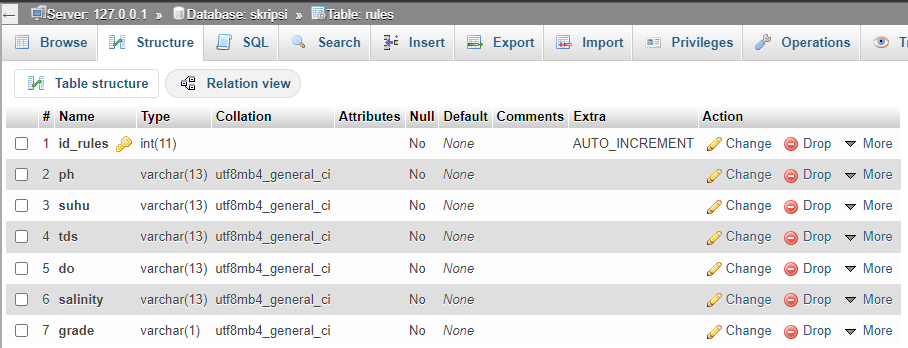 Server: 127.0.0.1 » Database: skripsi » Table: rules
Browse Structure SQL Search Insert Export Import Privileges Operations
Table structure Relation view
# Name Type Collation Attributes Null Default Comments Extra Action
1 id_rules int(11) No None AUTO_INCREMENT Change Drop More
2 ph varchar(13) utf8mb4_general_ci No None Change Drop More
3 suhu varchar(13) utf8mb4_general_ci No None Change Drop More
4 tds varchar(13) utf8mb4_general_ci No None Change Drop More
5 do varchar(13) utf8mb4_general_ci No None Change Drop More
6 salinity varchar(13) utf8mb4_general_ci No None Change Drop More
7 grade varchar(1) utf8mb4_general_ci No None Change Drop More